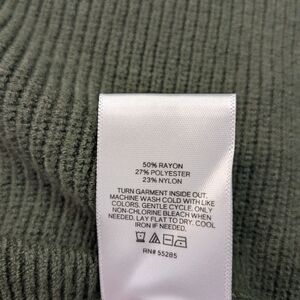 50% RAYON
27% POLYESTER
23% NYLON
TURN GARMENT INSIDE OUT.
MACHINE WASH COLD WITH LIKE
COLORS. GENTLE CYCLE. ONLY
NON-CHLORINE BLEACH WHEN
NEEDED. LAY FLAT TO DRY. COOL
IRON IF NEEDED.
RN# 55285